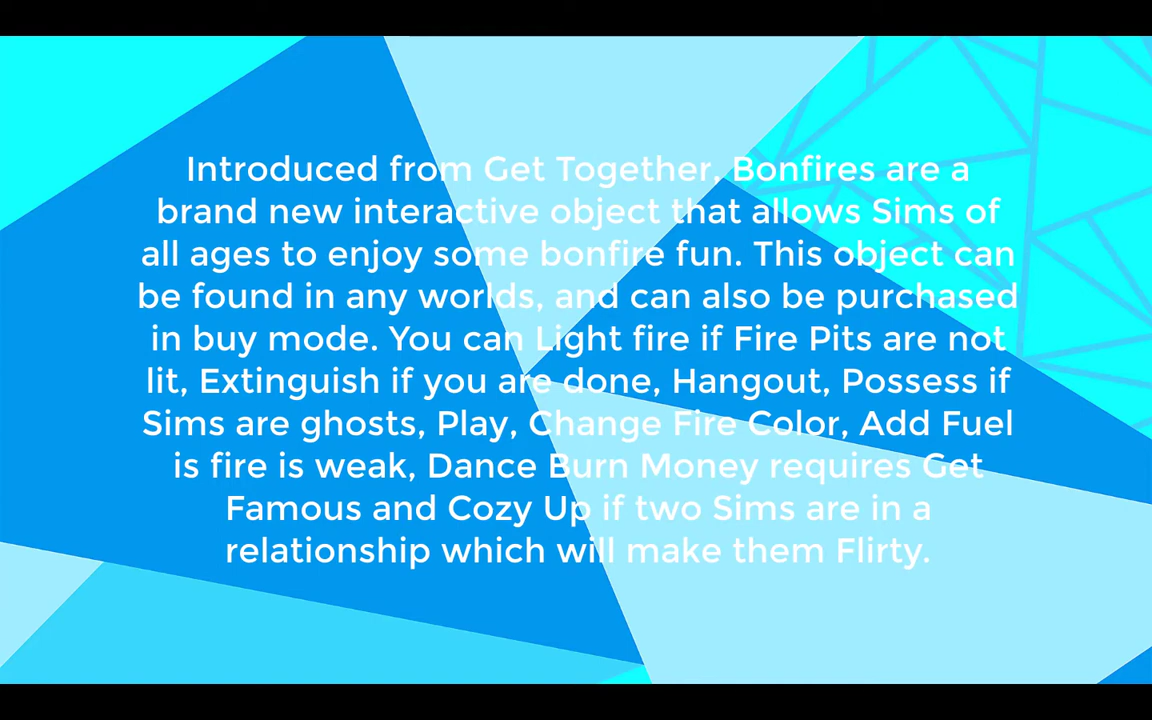 Introduced from Get Together, Bonfires are a
brand new interactive object that allows Sims of
all ages to enjoy some bonfire fun. This object can
be found in any worlds, and can also be purchased
in buy mode. You can Light fire if Fire Pits are not
lit, Extinguish if you are done, Hangout, Possess if
Sims are ghosts, Play, Change Fire Color, Add Fuel
is fire is weak, Dance Burn Money requires Get
Famous and Cozy Up if two Sims are in a
relationship which will make them Flirty.